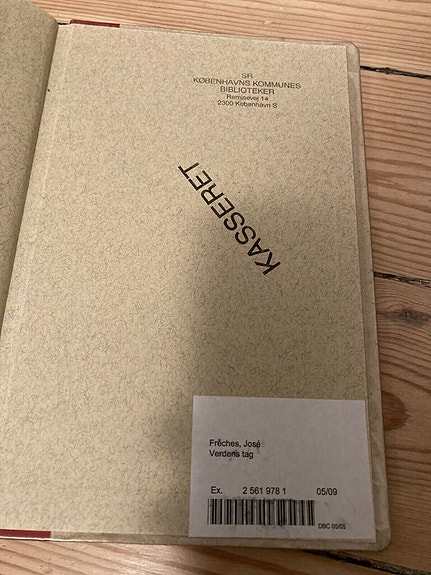 SR
KØBENHAVNS KOMMUNES
BIBLIOTEKER
Remisevej 14
2300 København S
KASSERET
Frêches, José
Verdens tag
Ex. 2 561 978 1 05/09
DBC 05/05